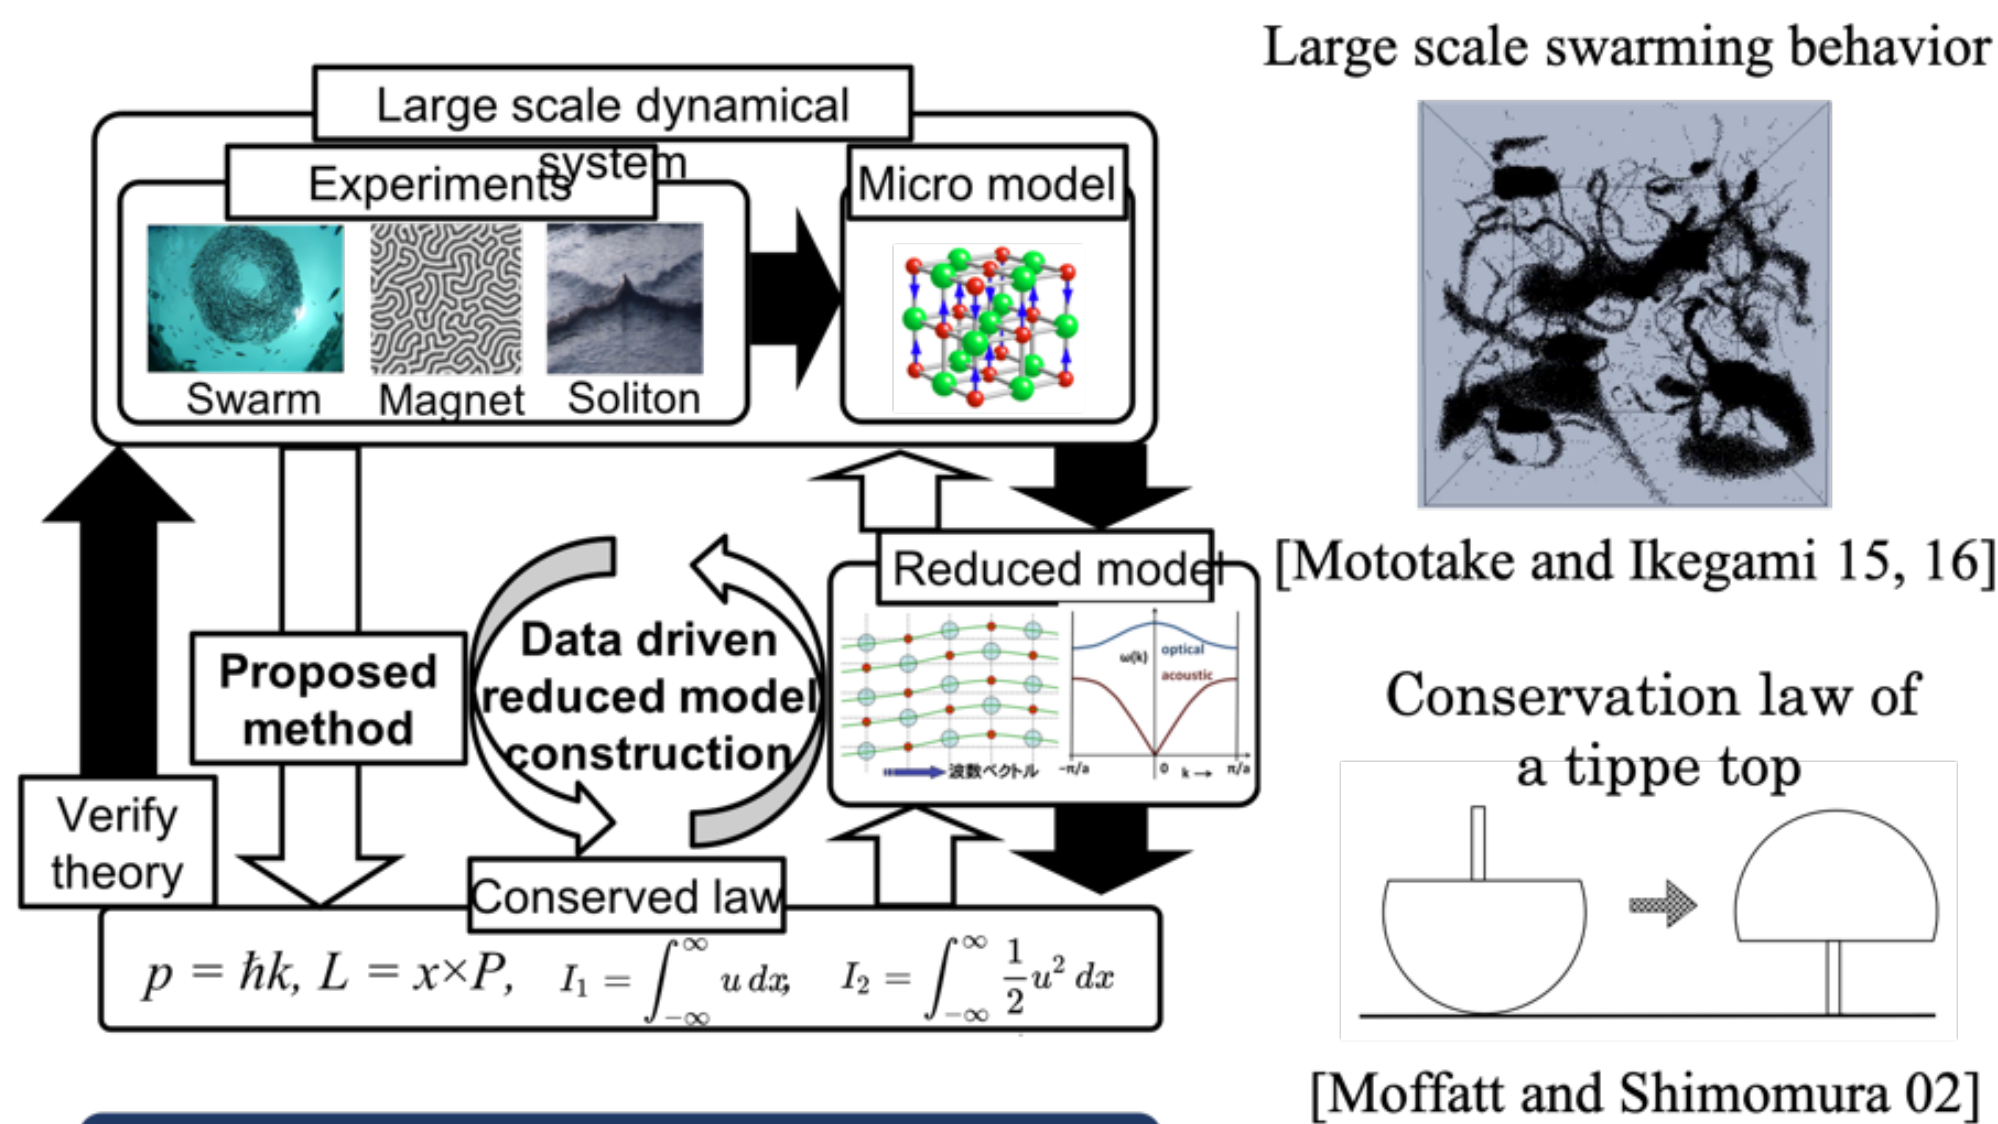 Large scale swarming behavior
Large scale dynamical
system
Experiments
Micro model
Swarm
Magnet
Soliton
[Mototake and Ikegami 15, 16]
Reduced model
Data driven
reduced model
construction
Proposed
method
ω(k)
optical
acoustic
波数ベクトル
-π/a
0
k→
π/a
Conservation law of
a tippe top
Verify
theory
Conserved law
p = ħk, L = x×P, I₁ = ∫_{-∞}^{∞} u dx, I₂ = ∫_{-∞}^{∞} 1/2 u² dx
[Moffatt and Shimomura 02]